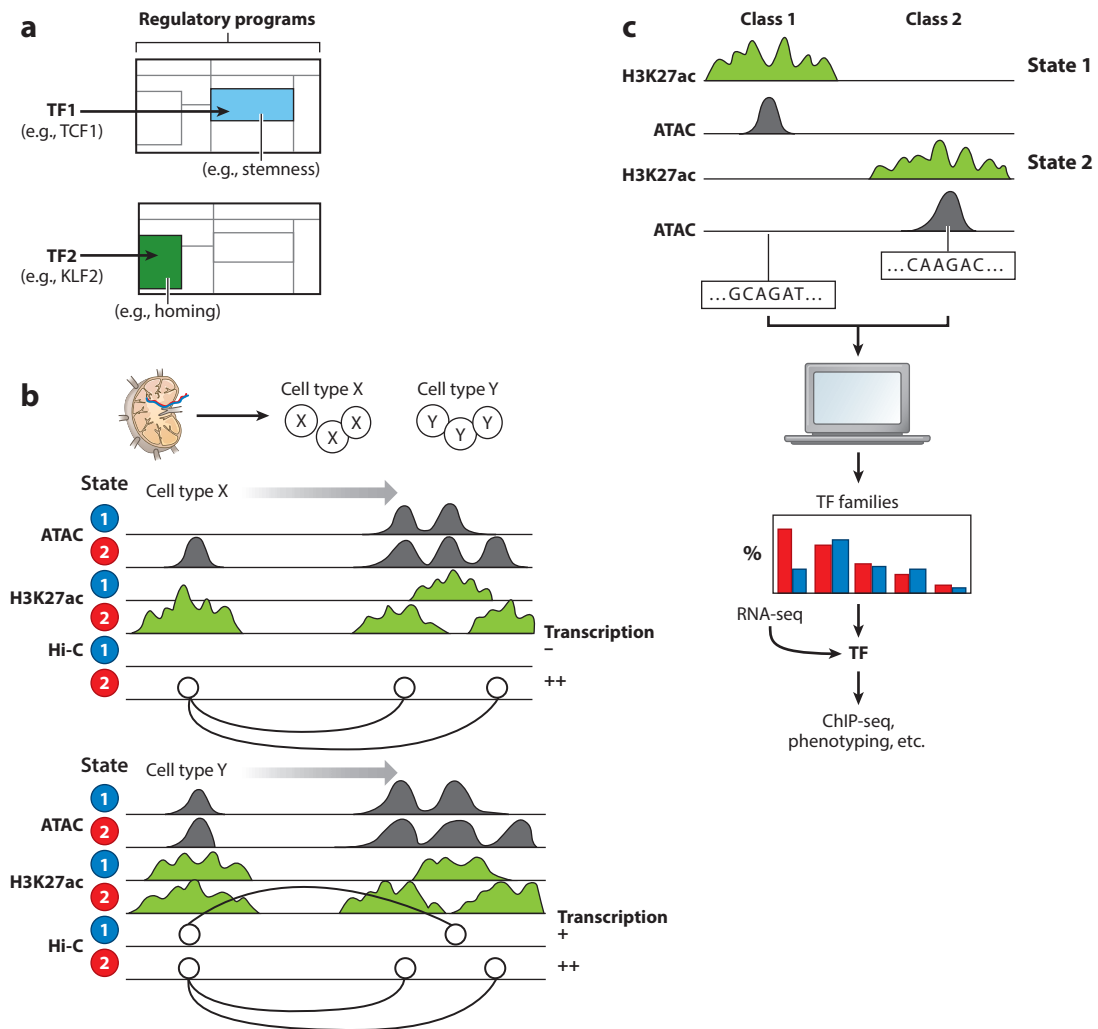 a
Regulatory programs
TF1
(e.g., TCF1)
(e.g., stemness)
TF2
(e.g., KLF2)
(e.g., homing)
b
Cell type X
Cell type Y
X X X
Y Y Y
State
Cell type X
ATAC
1
2
H3K27ac
1
2
Transcription
Hi-C
1
–
2
++
State
Cell type Y
ATAC
1
2
H3K27ac
1
2
Transcription
Hi-C
1
+
2
++
c
Class 1
Class 2
H3K27ac
State 1
ATAC
H3K27ac
State 2
ATAC
...CAAGAC...
...GCAGAT...
TF families
%
RNA-seq
TF
ChIP-seq,
phenotyping, etc.